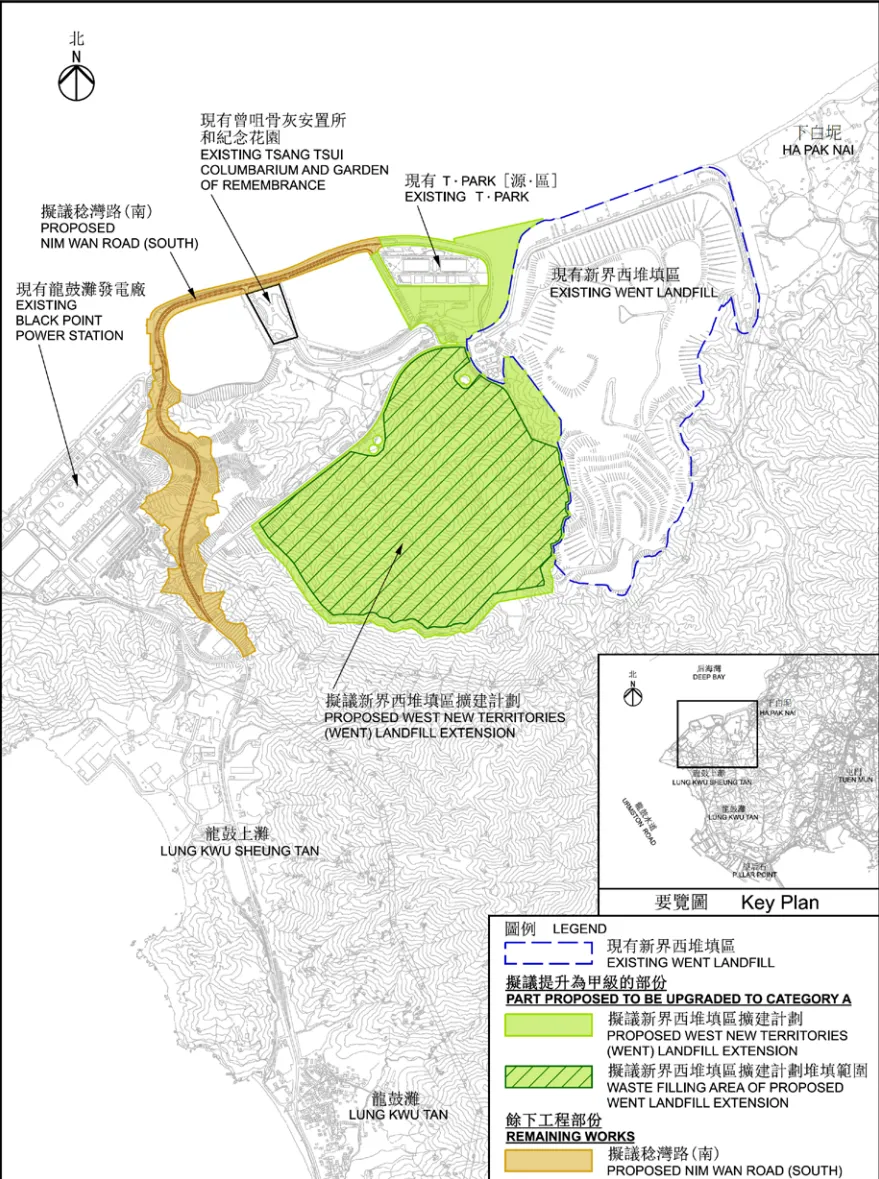 北
N
現有曾咀骨灰安置所
和紀念花園
EXISTING TSANG TSUI
COLUMBARIUM AND GARDEN
OF REMEMBRANCE
下白坭
HA PAK NAI
現有 T · PARK [源 · 區]
EXISTING T · PARK
擬議稔灣路(南)
PROPOSED
NIM WAN ROAD (SOUTH)
現有新界西堆填區
EXISTING WENT LANDFILL
現有龍鼓灘發電廠
EXISTING
BLACK POINT
POWER STATION
擬議新界西堆填區擴建計劃
PROPOSED WEST NEW TERRITORIES
(WENT) LANDFILL EXTENSION
龍鼓上灘
LUNG KWU SHEUNG TAN
龍鼓灘
LUNG KWU TAN
北
N
后海灣
DEEP BAY
下白坭
HA PAK NAI
龍鼓上灘
LUNG KWU SHEUNG TAN
屯門
TUEN MUN
龍鼓水道
URMSTON ROAD
龍鼓灘
LUNG KWU TAN
望后石
PILLAR POINT
要覽圖 Key Plan
圖例 LEGEND
現有新界西堆填區
EXISTING WENT LANDFILL
擬議提升為甲級的部份
PART PROPOSED TO BE UPGRADED TO CATEGORY A
擬議新界西堆填區擴建計劃
PROPOSED WEST NEW TERRITORIES
(WENT) LANDFILL EXTENSION
擬議新界西堆填區擴建計劃堆填範圍
WASTE FILLING AREA OF PROPOSED
WENT LANDFILL EXTENSION
餘下工程部份
REMAINING WORKS
擬議稔灣路(南)
PROPOSED NIM WAN ROAD (SOUTH)